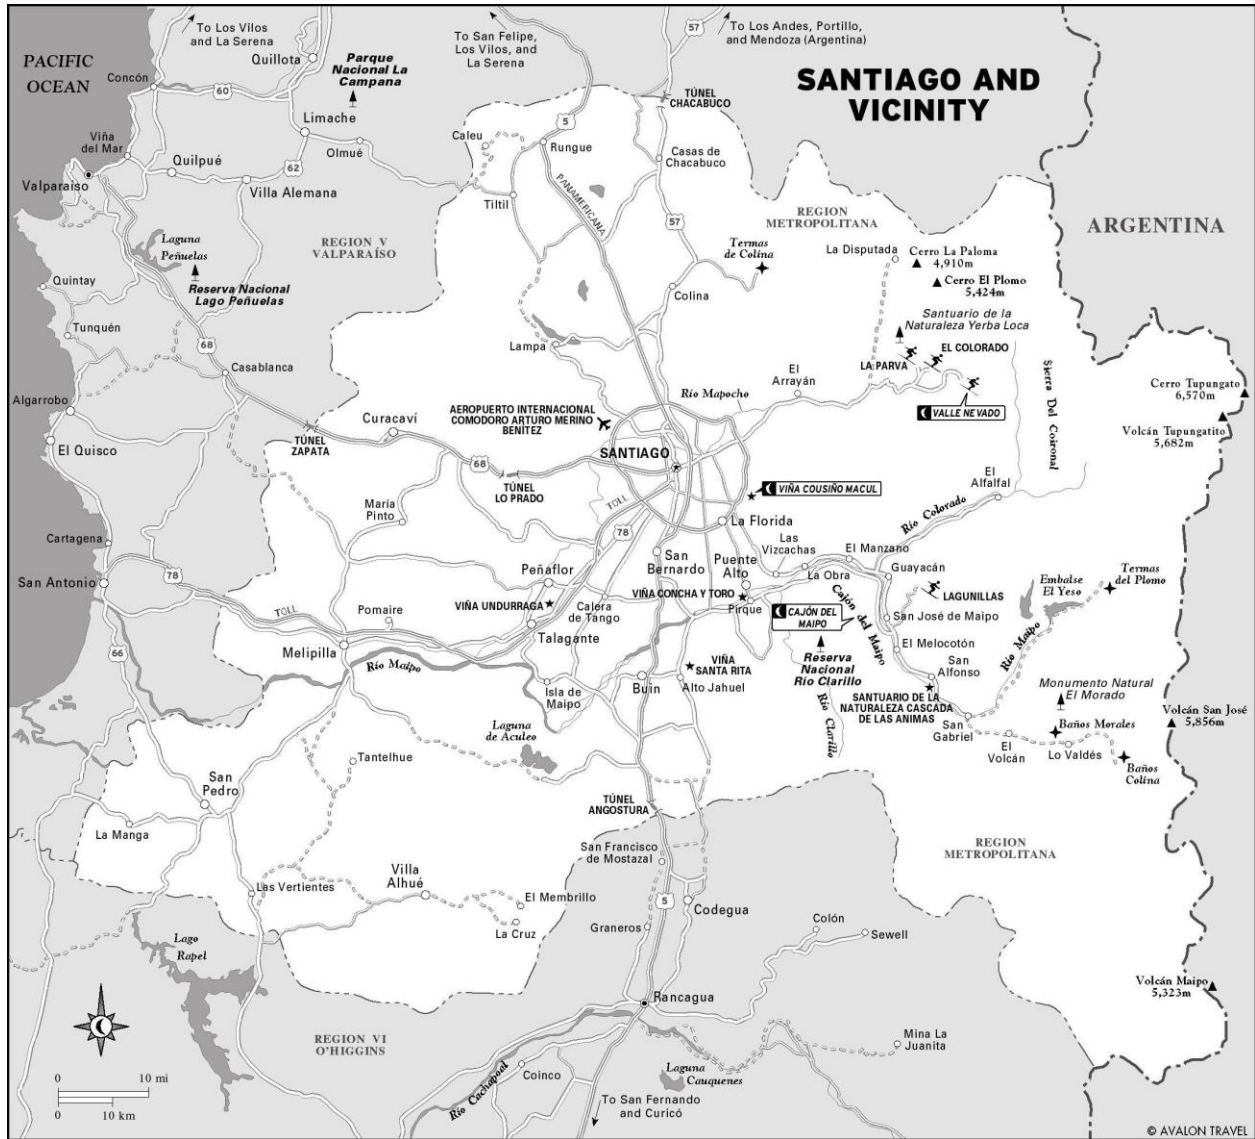 To Los Vilos
and La Serena
To San Felipe,
Los Vilos, and
La Serena
57
To Los Andes, Portillo,
and Mendoza (Argentina)
PACIFIC
OCEAN
Quillota
Parque
Nacional La
Campana
SANTIAGO AND
VICINITY
Concón
60
TÚNEL
CHACABUCO
Limache
5
Viña
del Mar
Olmué
Caleu
Rungue
Casas de
Chacabuco
Quilpué
62
Valparaíso
Villa Alemana
PANAMERICANA
Tiltil
REGION
METROPOLITANA
57
ARGENTINA
REGION V
VALPARAÍSO
Laguna
Peñuelas
Termas
de Colina
La Disputada
Cerro La Paloma
4,910m
Quintay
Reserva Nacional
Lago Peñuelas
Colina
Cerro El Plomo
5,424m
Tunquén
68
Lampa
Santuario de la
Naturaleza Yerba Loca
EL COLORADO
LA PARVA
Casablanca
El
Arrayán
Sierra Del Coironal
Río Mapocho
Cerro Tupungato
6,570m
Algarrobo
Curacaví
AEROPUERTO INTERNACIONAL
COMODORO ARTURO MERINO
BENÍTEZ
VALLE NEVADO
Volcán Tupungatito
5,682m
El Quisco
TÚNEL
ZAPATA
SANTIAGO
68
TÚNEL
LO PRADO
El
Alfalfal
VIÑA COUSIÑO MACUL
María
Pinto
TOLL
78
La Florida
Río Colorado
Cartagena
Las
Vizcachas
El Manzano
San
Bernardo
Puente
Alto
San Antonio
78
Peñaflor
La Obra
Guayacán
Embalse
El Yeso
Termas
del Plomo
TOLL
Pomaire
VIÑA UNDURRAGA
Calera
de Tango
VIÑA CONCHA Y TORO
Pirque
CAJÓN DEL
MAIPO
Cajón del Maipo
LAGUNILLAS
San José de Maipo
Talagante
Melipilla
66
Río Maipo
El Melocotón
Reserva
Nacional
Río Clarillo
Río Maipo
VIÑA
SANTA RITA
San
Alfonso
Isla de
Maipo
Buin
Alto Jahuel
Monumento Natural
El Morado
SANTUARIO DE LA
NATURALEZA CASCADA
DE LAS ANIMAS
Río Clarillo
Volcán San José
5,856m
Laguna
de Aculeo
San
Gabriel
Baños Morales
El
Volcán
Lo Valdés
Tantelhue
Baños
Colina
San
Pedro
TÚNEL
ANGOSTURA
La Manga
San Francisco
de Mostazal
REGION
METROPOLITANA
Villa
Alhué
Las Vertientes
El Membrillo
5
Codegua
La Cruz
Graneros
Colón
Sewell
Lago
Rapel
Volcán Maipo
5,323m
Rancagua
REGION VI
O'HIGGINS
Mina La
Juanita
0 10 mi
0 10 km
Río Cachapoal
Coinco
Laguna
Cauquenes
To San Fernando
and Curicó
© AVALON TRAVEL